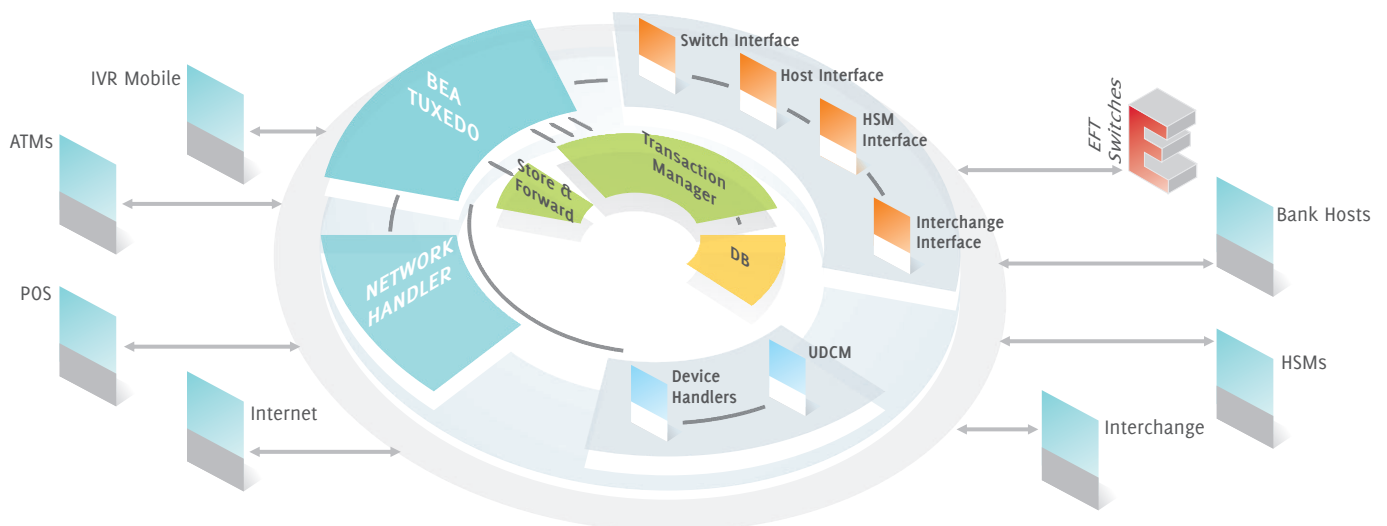 IVR Mobile
ATMs
POS
Internet
BEA
TUXEDO
NETWORK
HANDLER
Store &
Forward
Transaction
Manager
DB
Switch Interface
Host Interface
HSM
Interface
Interchange
Interface
UDCM
Device
Handlers
EFT
Switches
Bank Hosts
HSMs
Interchange